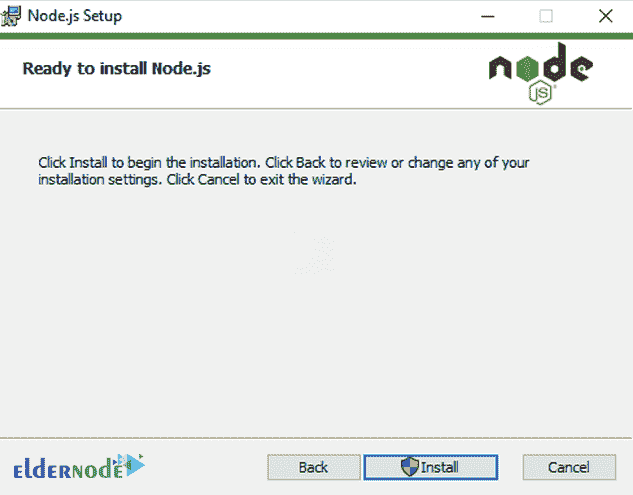 Node.js Setup
Ready to install Node.js
node
JS
Click Install to begin the installation. Click Back to review or change any of your
installation settings. Click Cancel to exit the wizard.
eldernode
Back
Install
Cancel